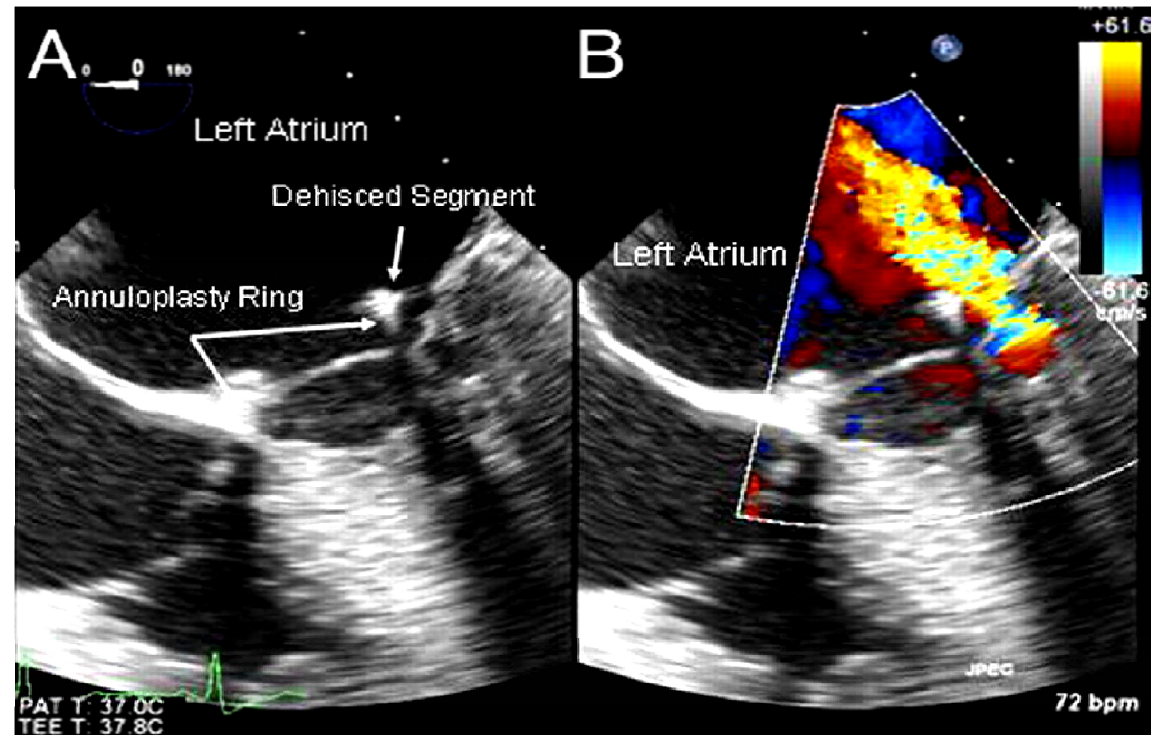 A
0 0 180
Left Atrium
Dehisced Segment
Annuloplasty Ring
PAT T: 37.0C
TEE T: 37.8C
B
P
+61.6
Left Atrium
-61.6
cm/s
JPEG
72 bpm